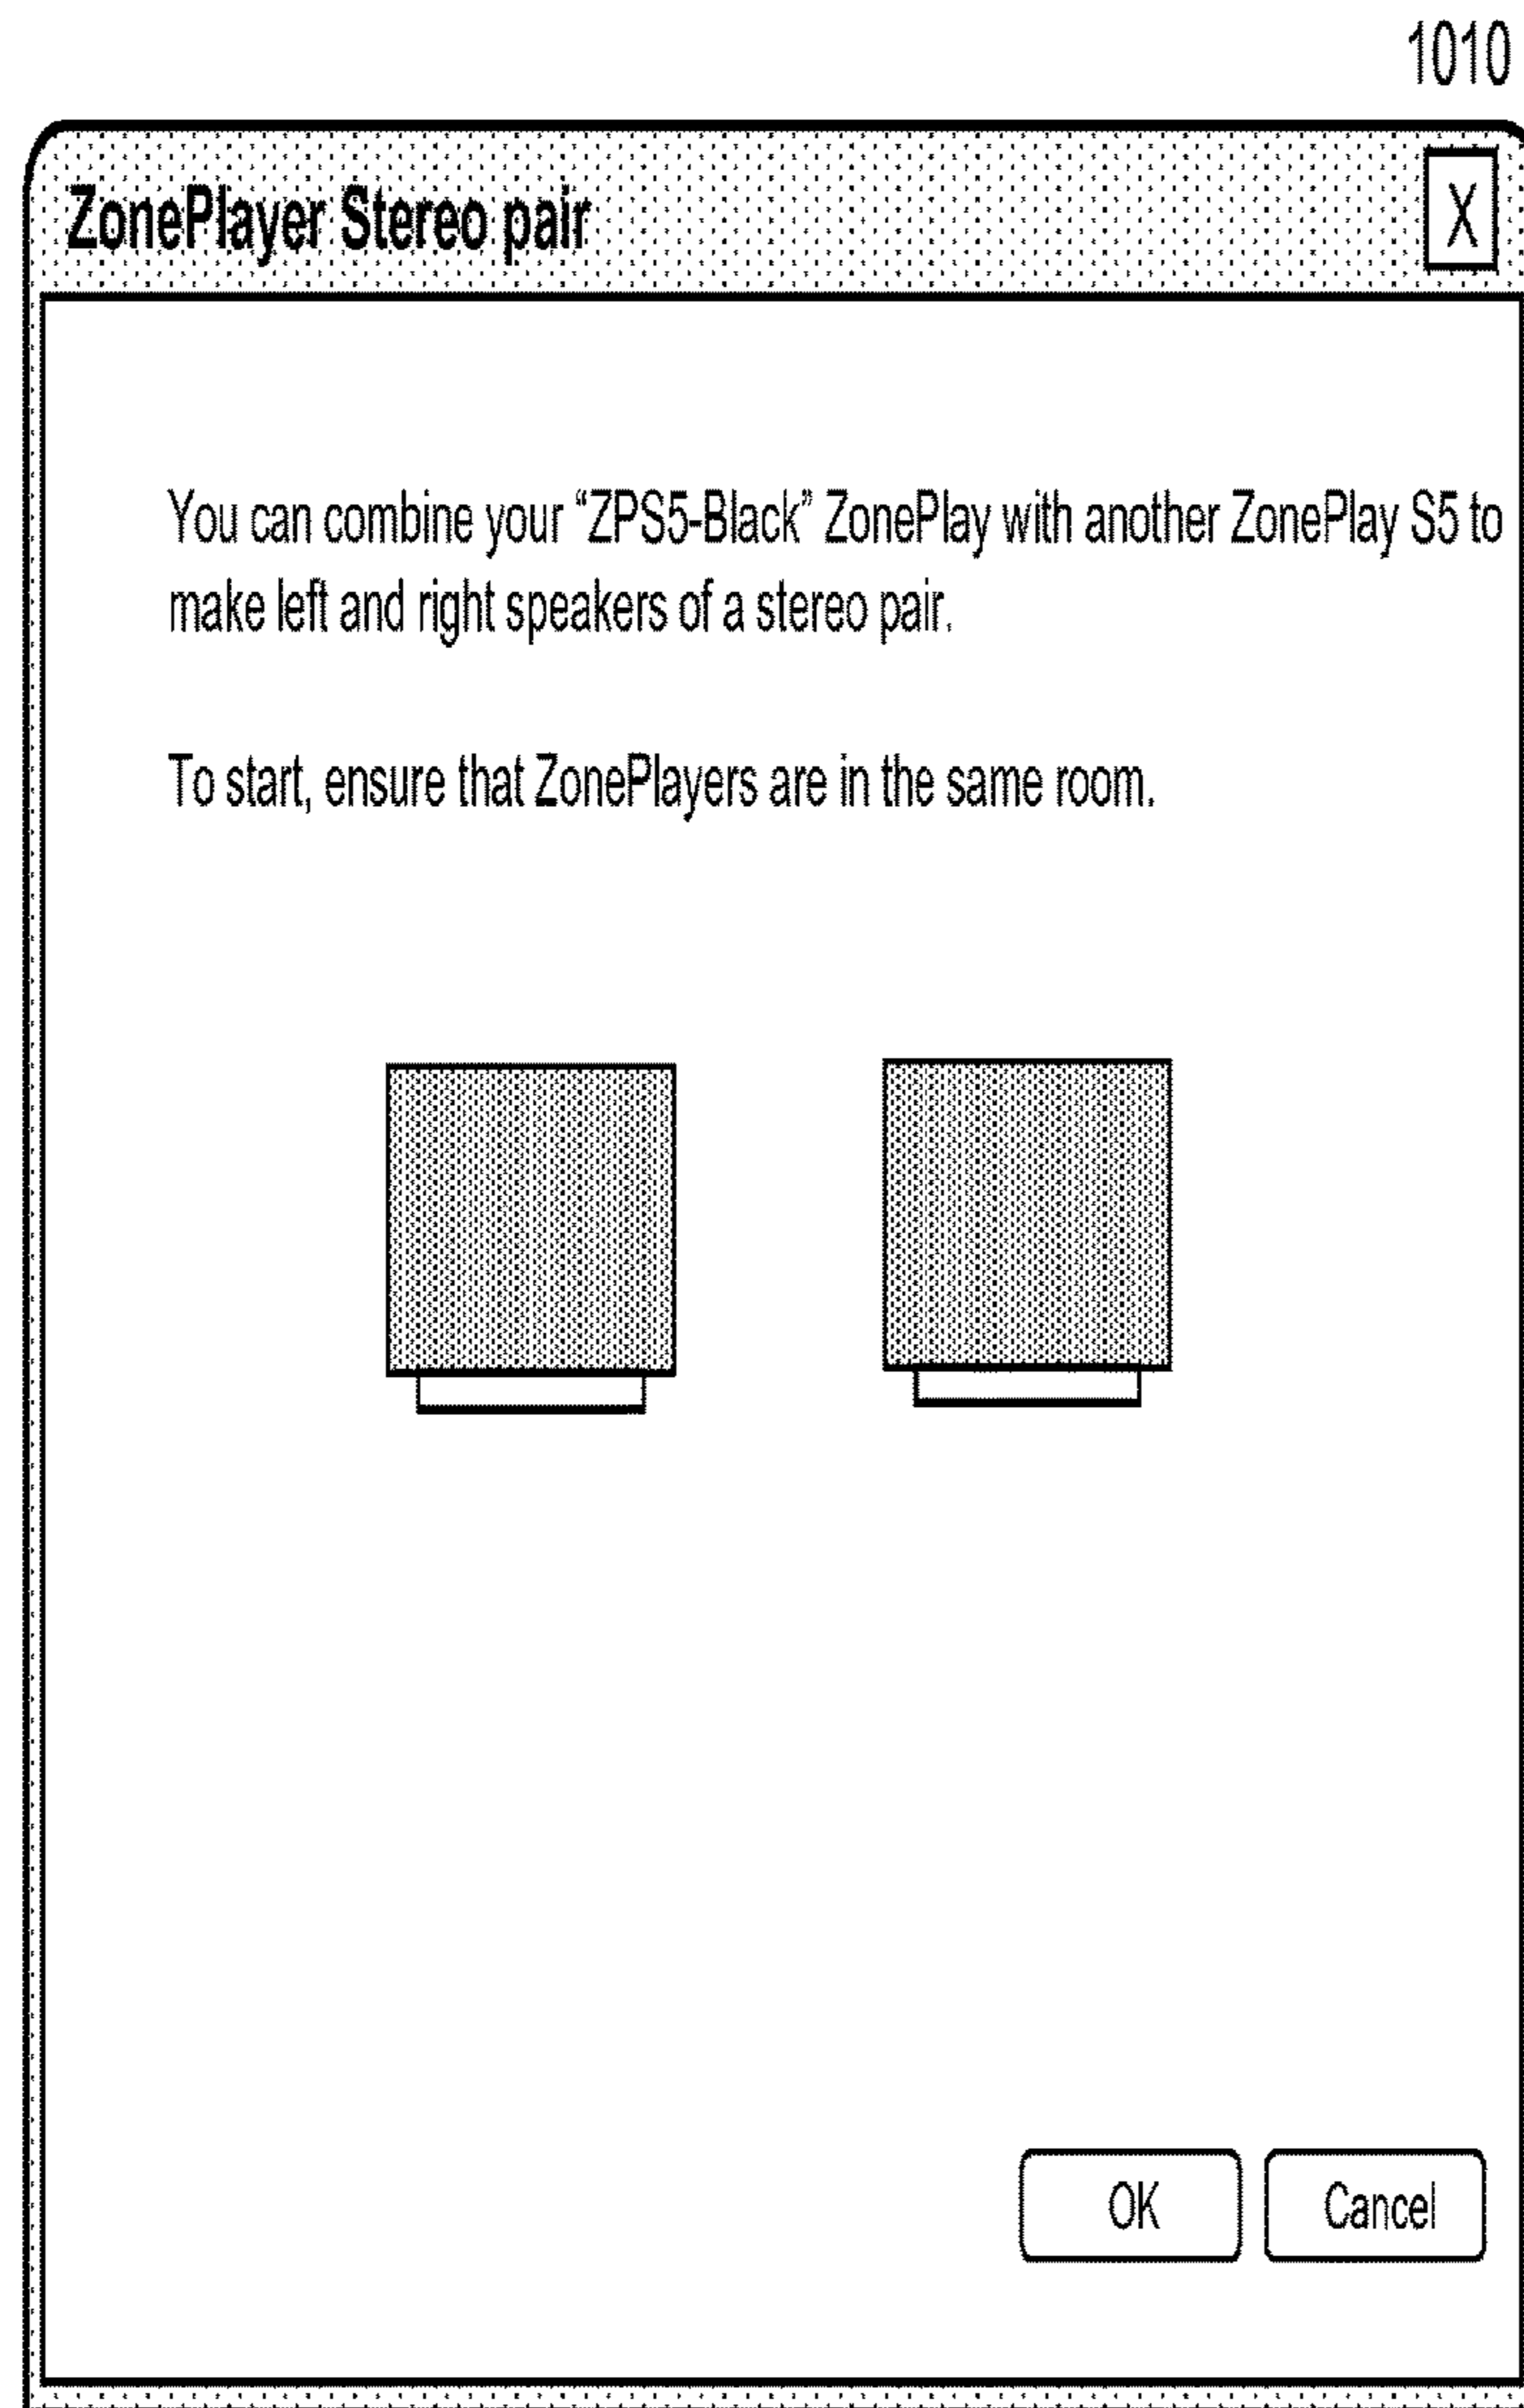 1010
ZonePlayer Stereo pair
X
You can combine your “ZPS5-Black” ZonePlay with another ZonePlay S5 to
make left and right speakers of a stereo pair.
To start, ensure that ZonePlayers are in the same room.
OK
Cancel